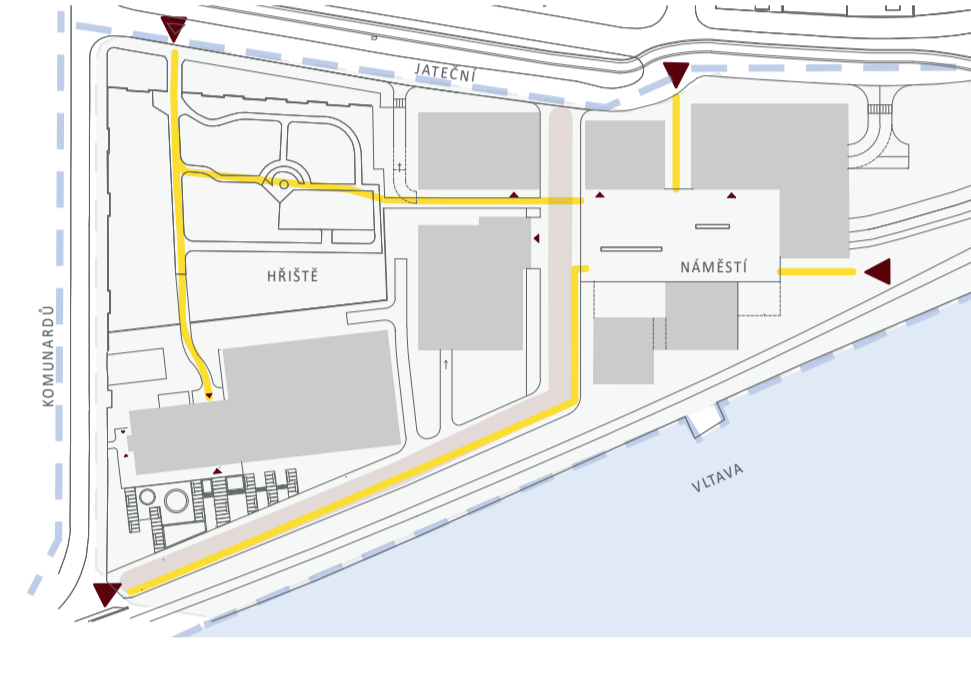 JATEČNÍ
HŘIŠTĚ
NÁMĚSTÍ
KOMUNARDŮ
VLTAVA